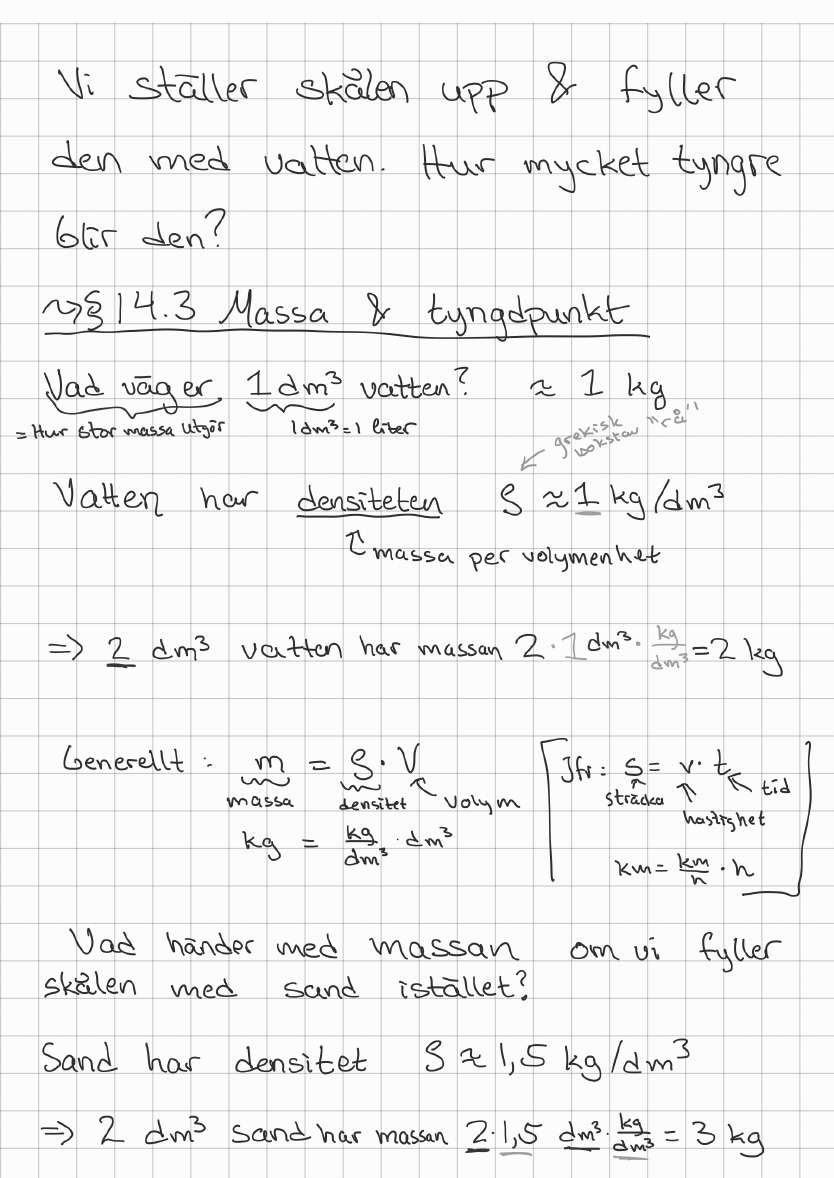 Vi ställer skålen upp & fyller
den med vatten. Hur mycket tyngre
blir den?
⇝ § 14.3 Massa & tyngdpunkt
Vad väger 1 dm³ vatten? ≈ 1 kg
= Hur stor massa utgör 1 dm³ = 1 liter
grekisk bokstav "rå"
Vatten har densiteten ρ ≈ 1 kg/dm³
massa per volymenhet
⇒ 2 dm³ vatten har massan 2 · 1 dm³ · kg/dm³ = 2 kg
Generellt : m = ρ · V
massa densitet volym
kg = kg/dm³ · dm³
Jfr: s = v · t
sträcka hastighet tid
km = km/h · h
Vad händer med massan om vi fyller
skålen med sand istället?
Sand har densitet ρ ≈ 1,5 kg/dm³
⇒ 2 dm³ sand har massan 2 · 1,5 dm³ · kg/dm³ = 3 kg